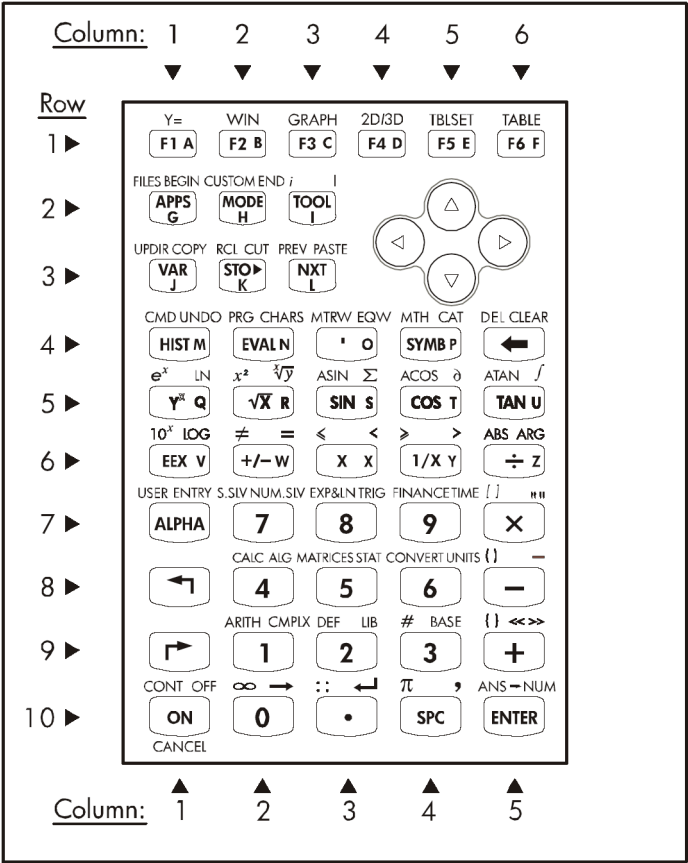 Column: 1 2 3 4 5 6
Row
Y= WIN GRAPH 2D/3D TBLSET TABLE
1 F1 A F2 B F3 C F4 D F5 E F6 F
FILES BEGIN CUSTOM END i |
2 APPS G MODE H TOOL I
UPDIR COPY RCL CUT PREV PASTE
3 VAR J STO▶ K NXT L
CMD UNDO PRG CHARS MTRW EQW MTH CAT DEL CLEAR
4 HIST M EVAL N ' O SYMB P
eˣ LN x² ˣ√y ASIN Σ ACOS ∂ ATAN ∫
5 Yˣ Q √X R SIN S COS T TAN U
10ˣ LOG ≠ = ⩽ < ⩾ > ABS ARG
6 EEX V +/− W X X 1/X Y ÷ Z
USER ENTRY S.SLV NUM.SLV EXP&LN TRIG FINANCE TIME [ ] " "
7 ALPHA 7 8 9 ×
CALC ALG MATRICES STAT CONVERT UNITS ( ) −
8 4 5 6 −
ARITH CMPLX DEF LIB # BASE { } << >>
9 1 2 3 +
CONT OFF ∞ → : : ↵ π , ANS→NUM
10 ON 0 • SPC ENTER
CANCEL
Column: 1 2 3 4 5